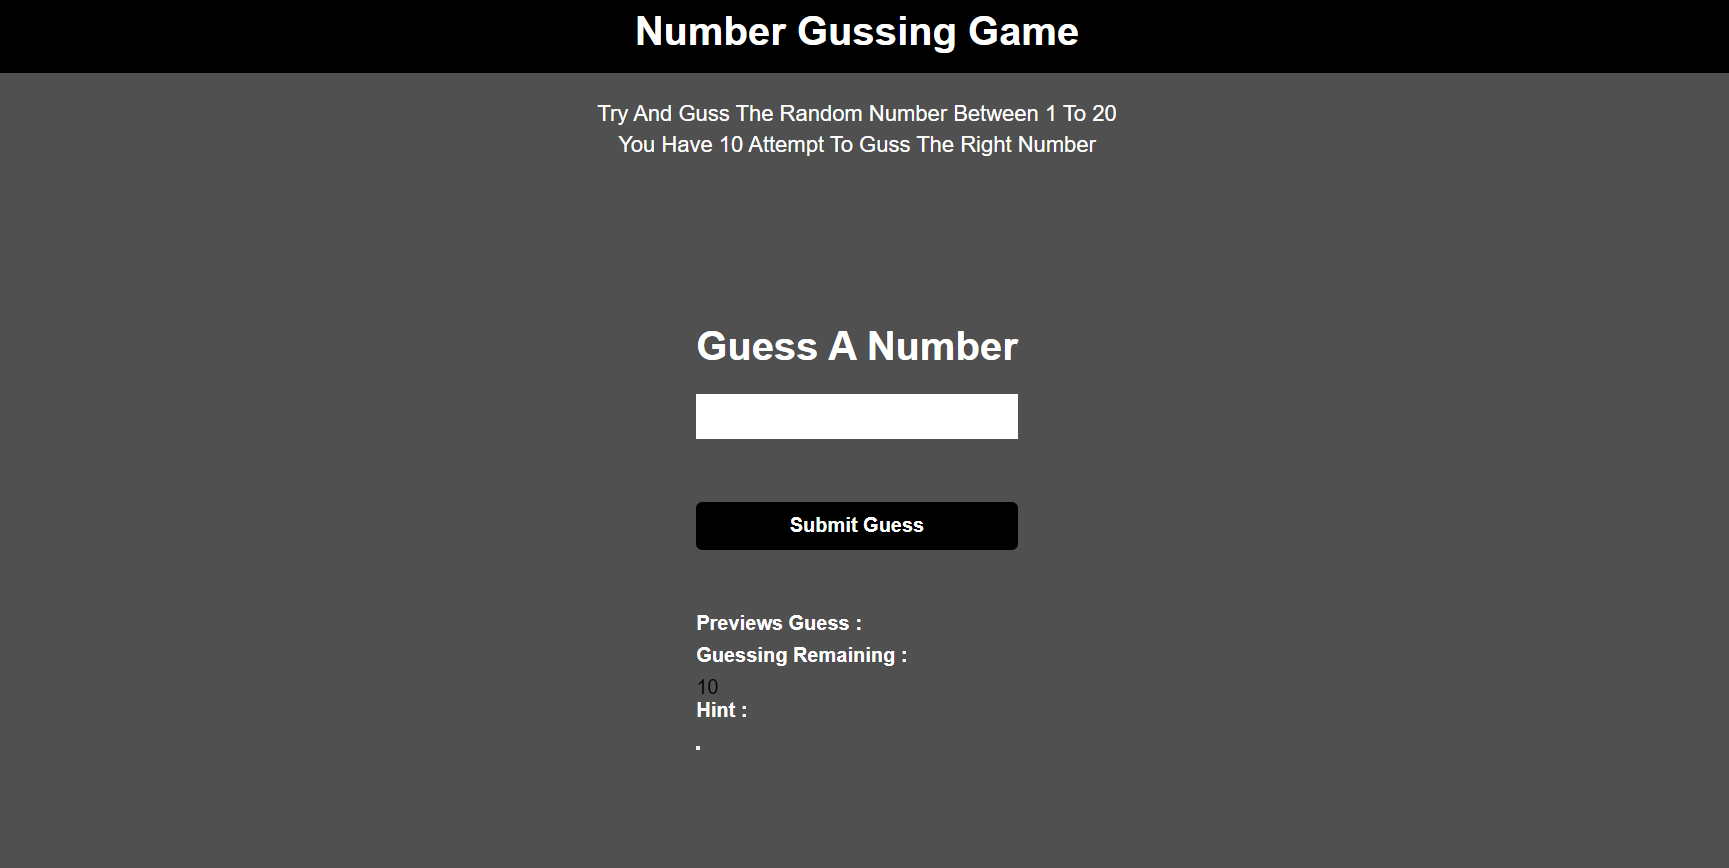 Number Gussing Game
Try And Guss The Random Number Between 1 To 20
You Have 10 Attempt To Guss The Right Number
Guess A Number
Submit Guess
Previews Guess :
Guessing Remaining :
10
Hint :